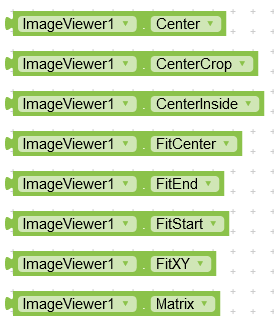 ImageViewer1 . Center
ImageViewer1 . CenterCrop
ImageViewer1 . CenterInside
ImageViewer1 . FitCenter
ImageViewer1 . FitEnd
ImageViewer1 . FitStart
ImageViewer1 . FitXY
ImageViewer1 . Matrix